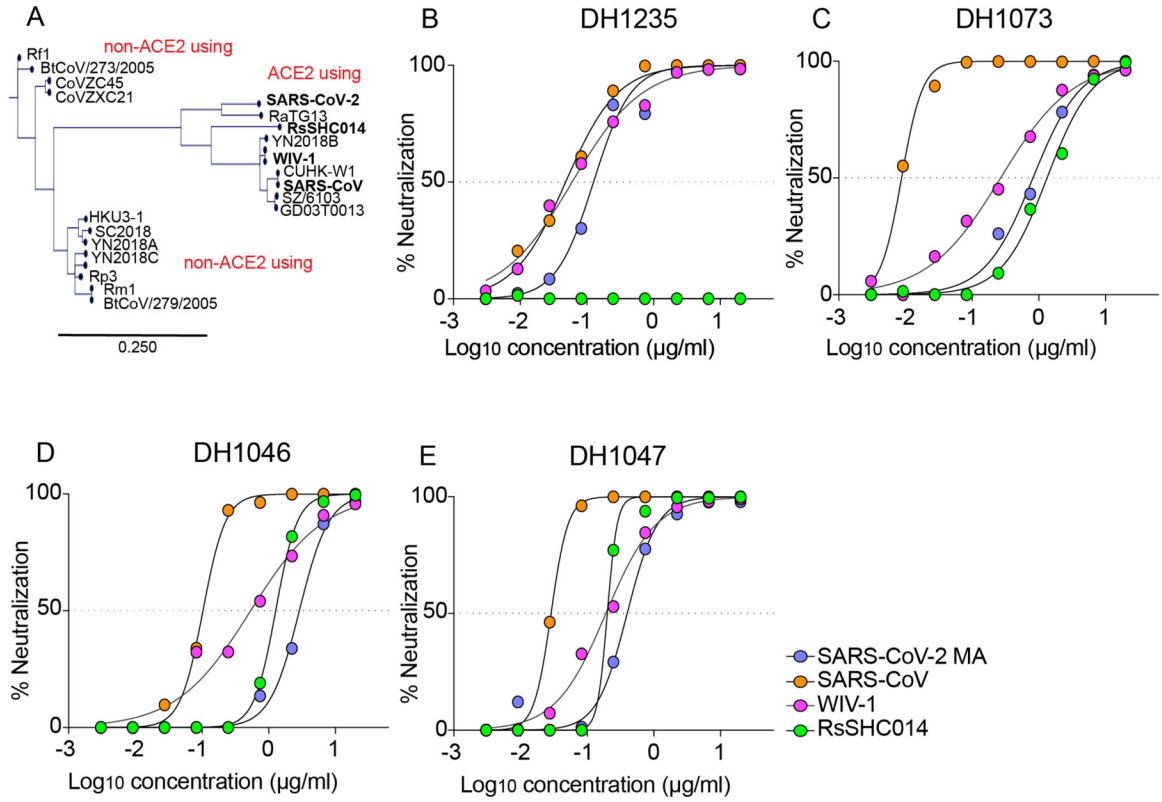 A
non-ACE2 using
Rf1
BtCoV/273/2005
CoVZC45
CoVZXC21
ACE2 using
SARS-CoV-2
RaTG13
RsSHC014
YN2018B
WIV-1
CUHK-W1
SARS-CoV
SZ/6103
GD03T0013
HKU3-1
SC2018
YN2018A
YN2018C
Rp3
Rm1
BtCoV/279/2005
non-ACE2 using
0.250
B
DH1235
% Neutralization
100
50
0
-3 -2 -1 0 1
Log10 concentration (µg/ml)
C
DH1073
% Neutralization
100
50
0
-3 -2 -1 0 1
Log10 concentration (µg/ml)
D
DH1046
% Neutralization
100
50
0
-3 -2 -1 0 1
Log10 concentration (µg/ml)
E
DH1047
% Neutralization
100
50
0
-3 -2 -1 0 1
Log10 concentration (µg/ml)
SARS-CoV-2 MA
SARS-CoV
WIV-1
RsSHC014